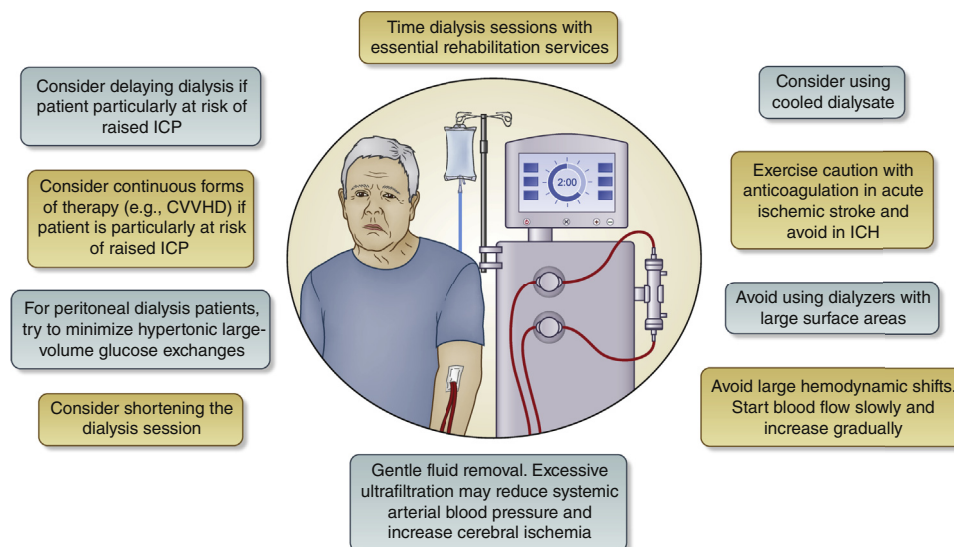 Time dialysis sessions with
essential rehabilitation services
Consider delaying dialysis if
patient particularly at risk of
raised ICP
Consider continuous forms
of therapy (e.g., CVVHD) if
patient is particularly at risk
of raised ICP
For peritoneal dialysis patients,
try to minimize hypertonic large-
volume glucose exchanges
Consider shortening the
dialysis session
2:00
Consider using
cooled dialysate
Exercise caution with
anticoagulation in acute
ischemic stroke and
avoid in ICH
Avoid using dialyzers with
large surface areas
Avoid large hemodynamic shifts.
Start blood flow slowly and
increase gradually
Gentle fluid removal. Excessive
ultrafiltration may reduce systemic
arterial blood pressure and
increase cerebral ischemia